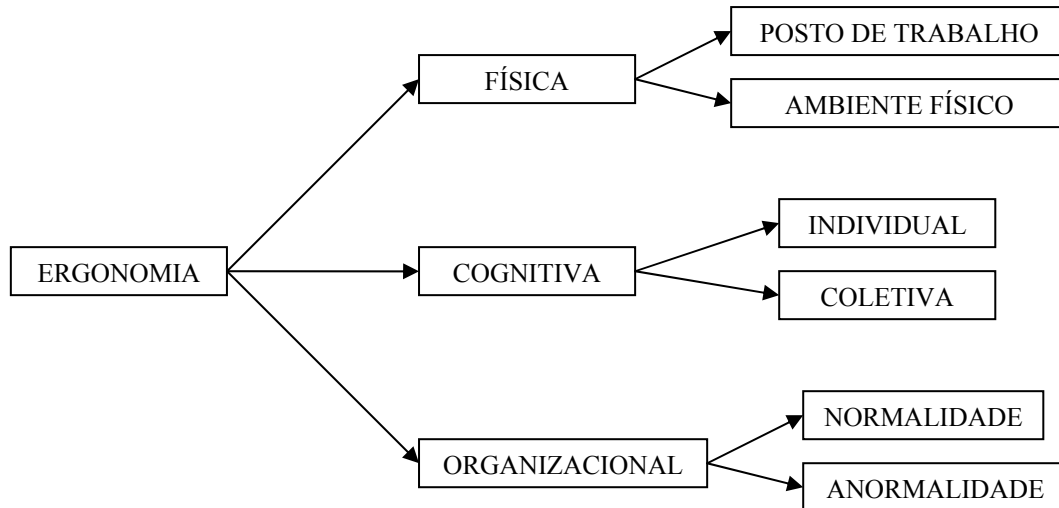 POSTO DE TRABALHO
FÍSICA
AMBIENTE FÍSICO
INDIVIDUAL
ERGONOMIA
COGNITIVA
COLETIVA
NORMALIDADE
ORGANIZACIONAL
ANORMALIDADE